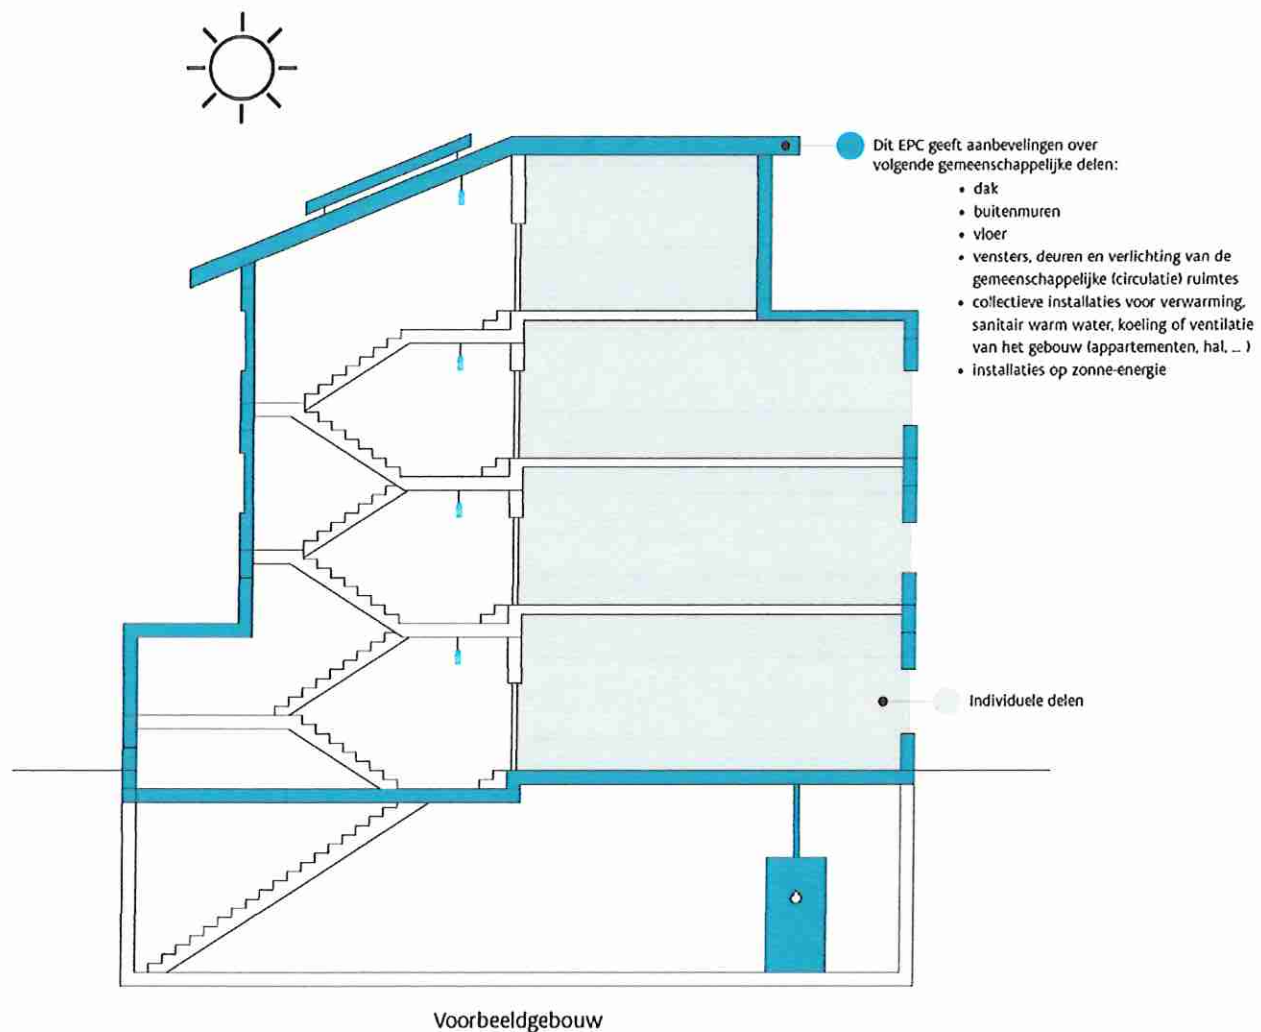 Dit EPC geeft aanbevelingen over
volgende gemeenschappelijke delen:
• dak
• buitenmuren
• vloer
• vensters, deuren en verlichting van de
gemeenschappelijke (circulatie) ruimtes
• collectieve installaties voor verwarming,
sanitair warm water, koeling of ventilatie
van het gebouw (appartementen, hal, ... )
• installaties op zonne-energie
Individuele delen
Voorbeeldgebouw